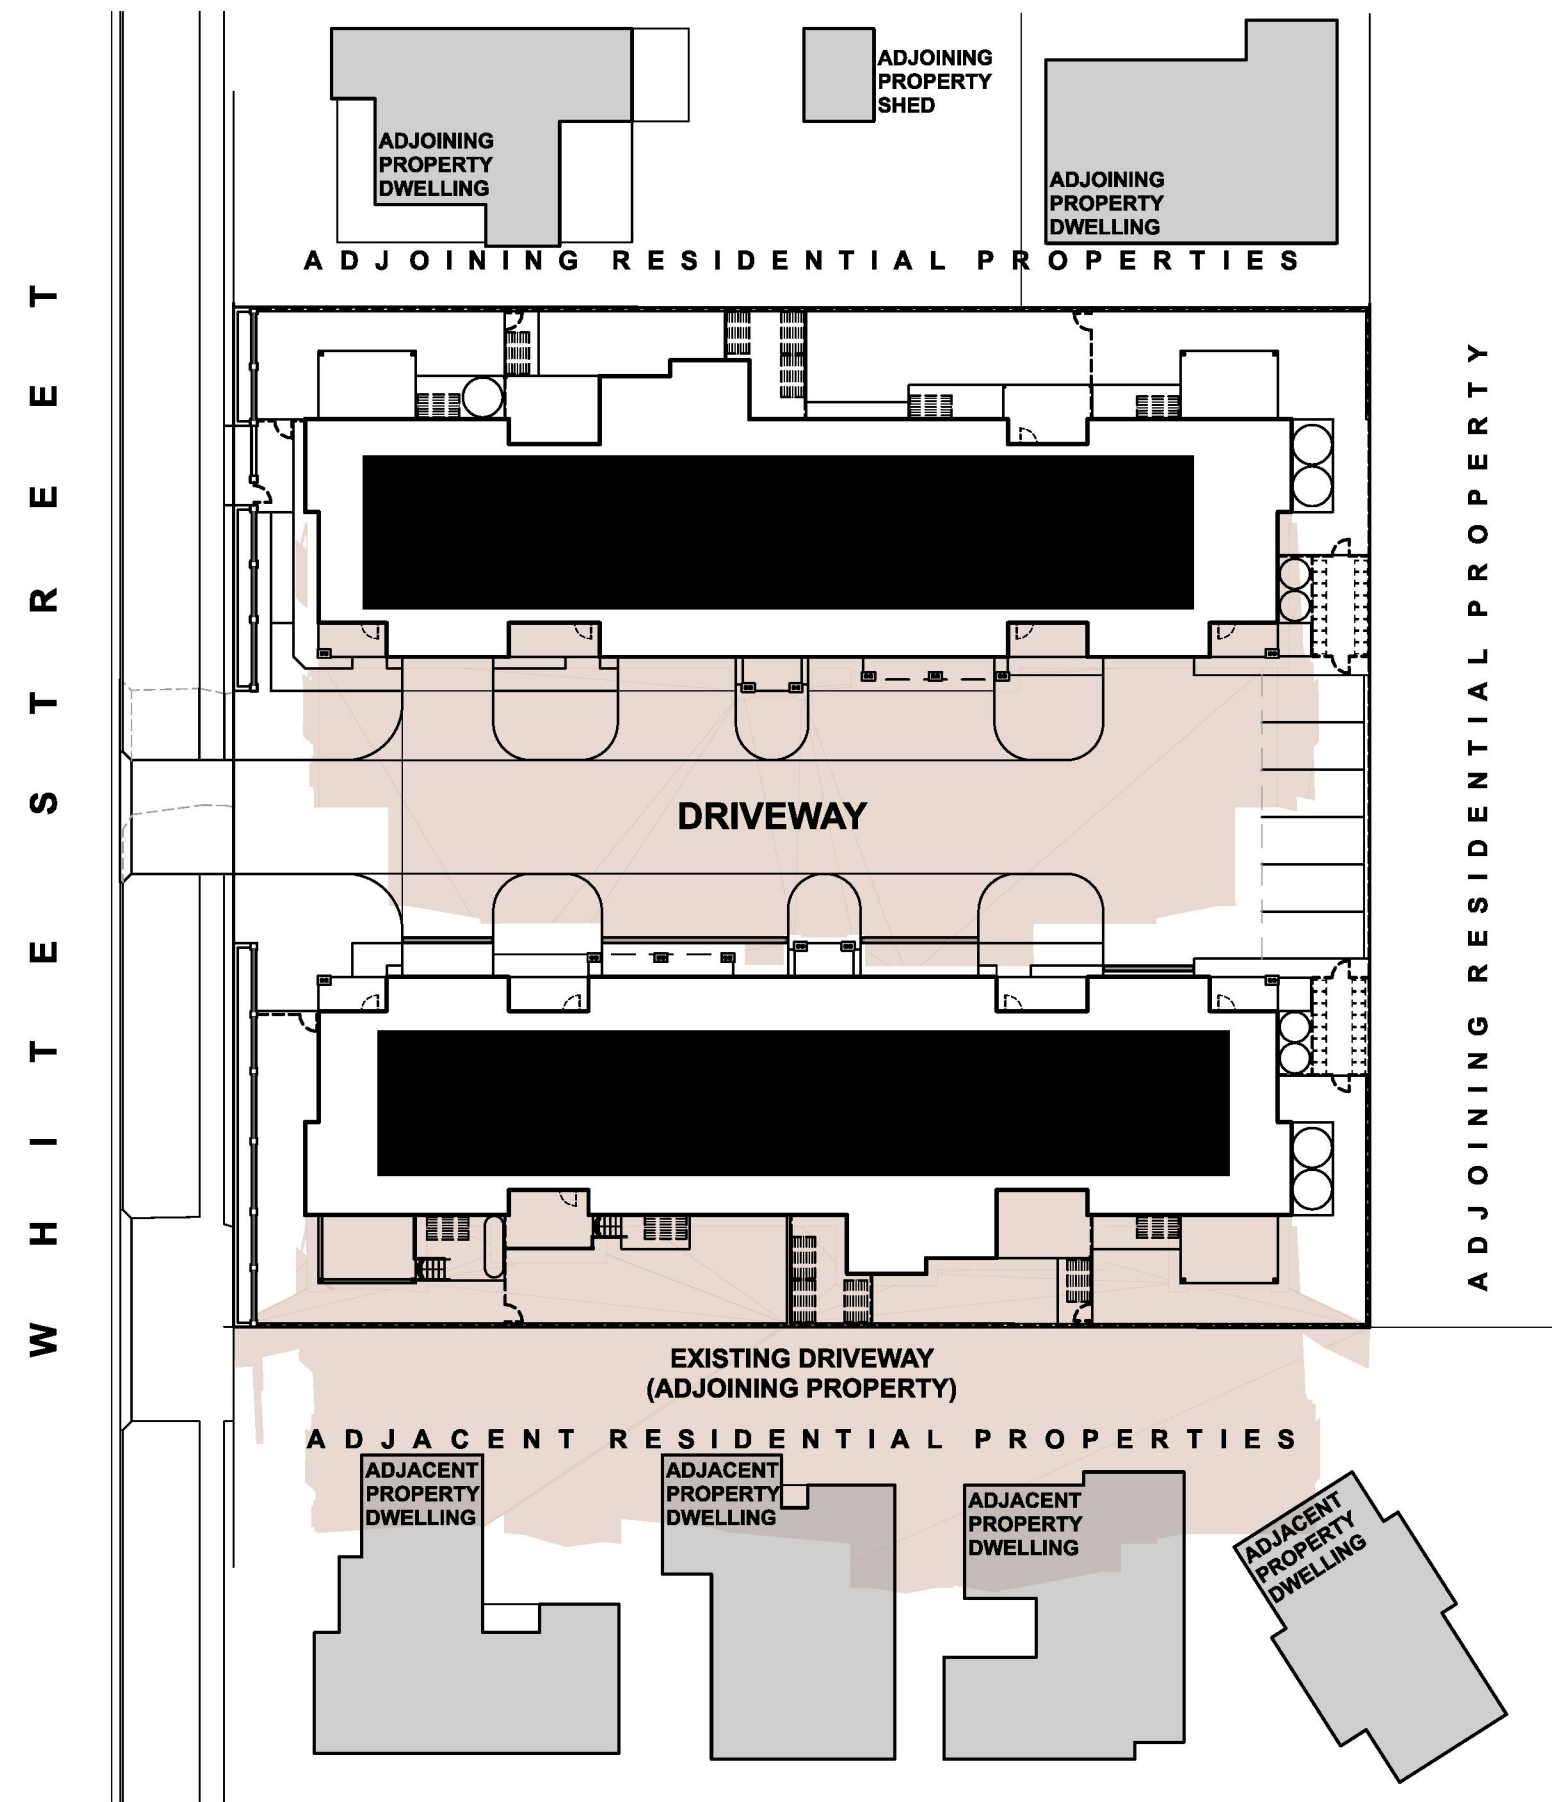 ADJOINING
PROPERTY
SHED
ADJOINING
PROPERTY
DWELLING
ADJOINING
PROPERTY
DWELLING
ADJOINING RESIDENTIAL PROPERTIES
WHITE STREET
ADJOINING RESIDENTIAL PROPERTY
DRIVEWAY
EXISTING DRIVEWAY
(ADJOINING PROPERTY)
ADJACENT RESIDENTIAL PROPERTIES
ADJACENT
PROPERTY
DWELLING
ADJACENT
PROPERTY
DWELLING
ADJACENT
PROPERTY
DWELLING
ADJACENT
PROPERTY
DWELLING